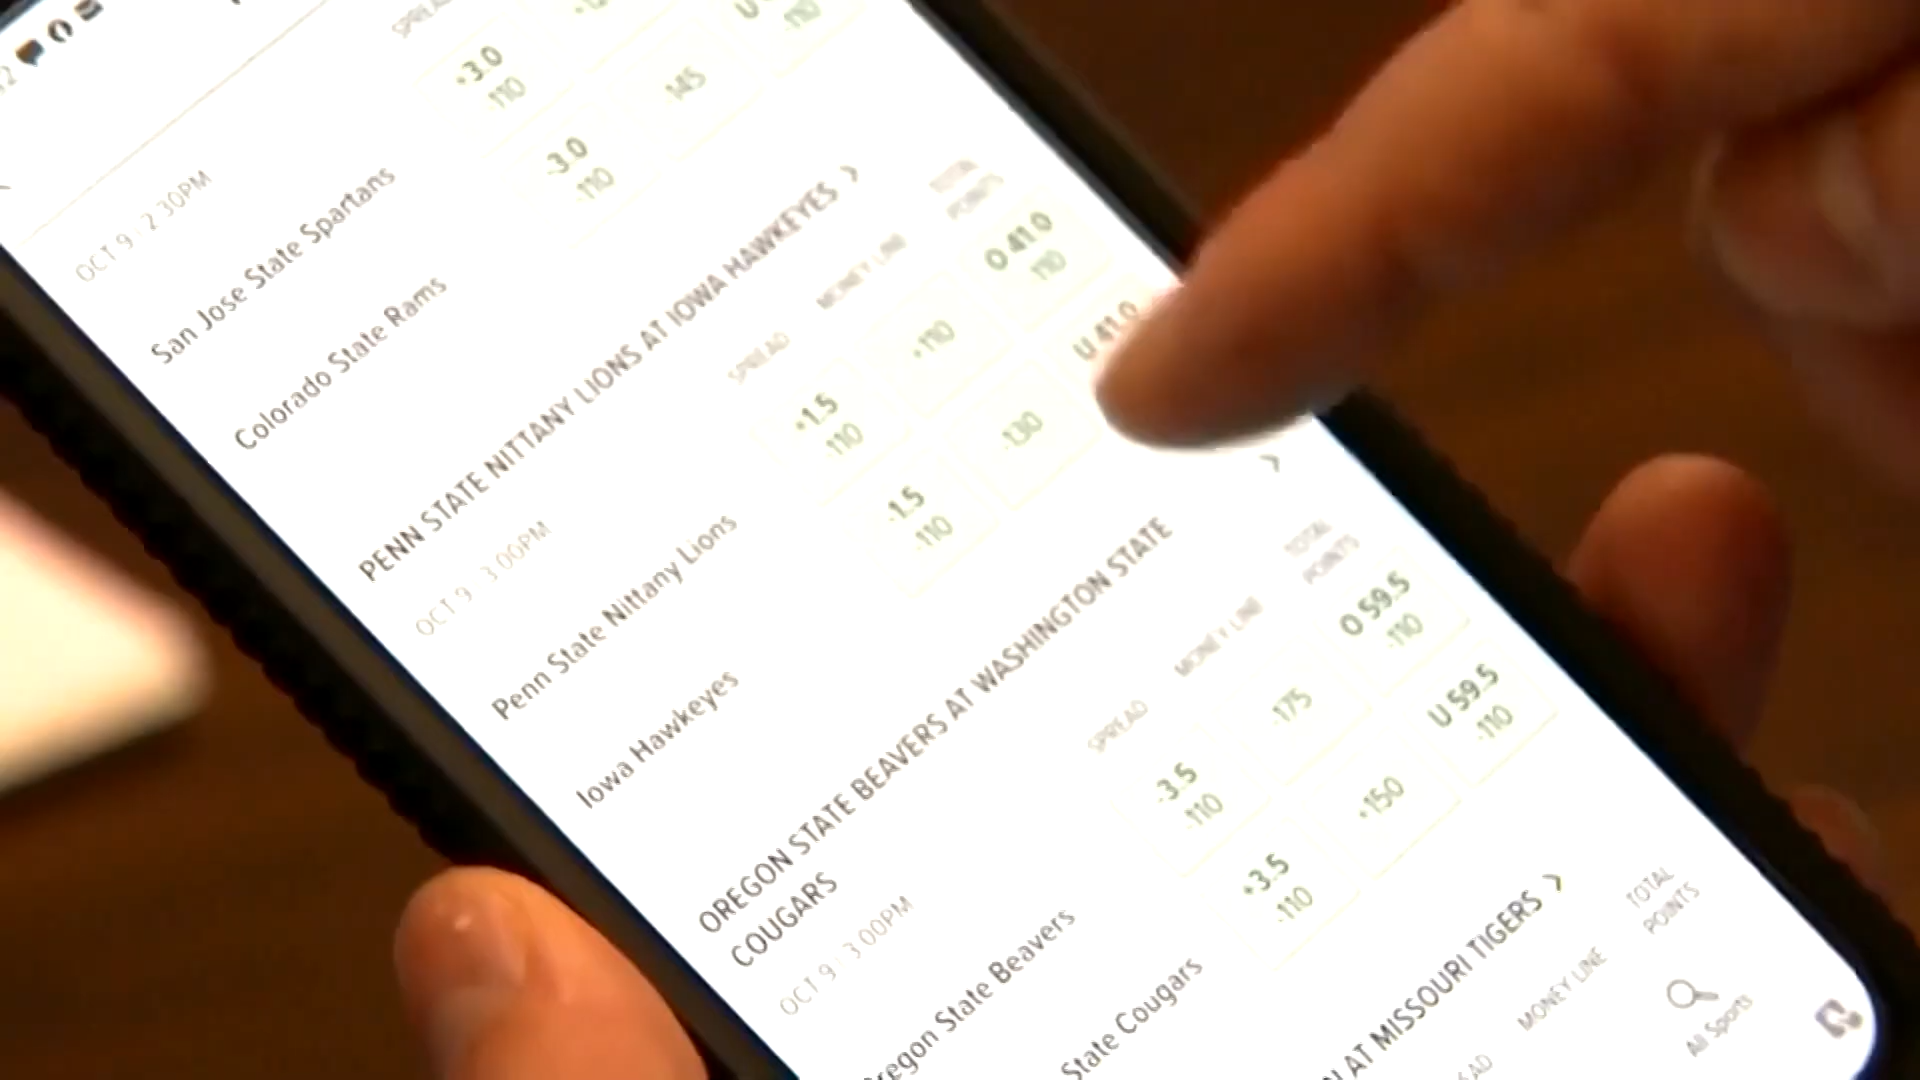 SPREAD
+3.0
-110
-110
-3.0
-110
145
OCT 9 · 2:30PM
San Jose State Spartans
Colorado State Rams
PENN STATE NITTANY LIONS AT IOWA HAWKEYES >
SPREAD
MONEY LINE
TOTAL
POINTS
OCT 9 · 3:00PM
Penn State Nittany Lions
+1.5
-110
+110
O 41.0
-110
Iowa Hawkeyes
-1.5
-110
-130
U 41.0
OREGON STATE BEAVERS AT WASHINGTON STATE
COUGARS
>
SPREAD
MONEY LINE
TOTAL
POINTS
OCT 9 · 3:00PM
-3.5
-110
-175
O 59.5
-110
+3.5
-110
+150
U 59.5
-110
regon State Beavers
State Cougars
N AT MISSOURI TIGERS >
MONEY LINE
TOTAL
POINTS
All Sports